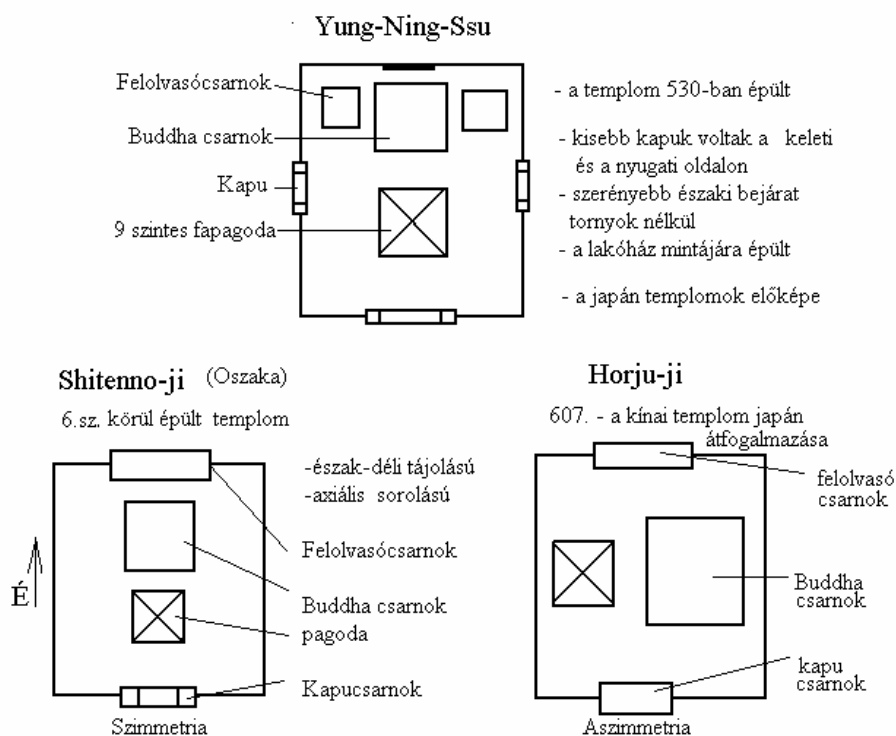 Yung-Ning-Ssu
Felolvasócsarnok
Buddha csarnok
Kapu
9 szintes fapagoda
- a templom 530-ban épült
- kisebb kapuk voltak a keleti
és a nyugati oldalon
- szerényebb északi bejárat
tornyok nélkül
- a lakóház mintájára épült
- a japán templomok előképe
Shitenno-ji (Oszaka)
6.sz. körül épült templom
-észak-déli tájolású
-axiális sorolású
Felolvasócsarnok
Buddha csarnok
pagoda
Kapucsarnok
É
Szimmetria
Horju-ji
607. - a kínai templom japán
átfogalmazása
felolvasó
csarnok
Buddha
csarnok
kapu
csarnok
Aszimmetria